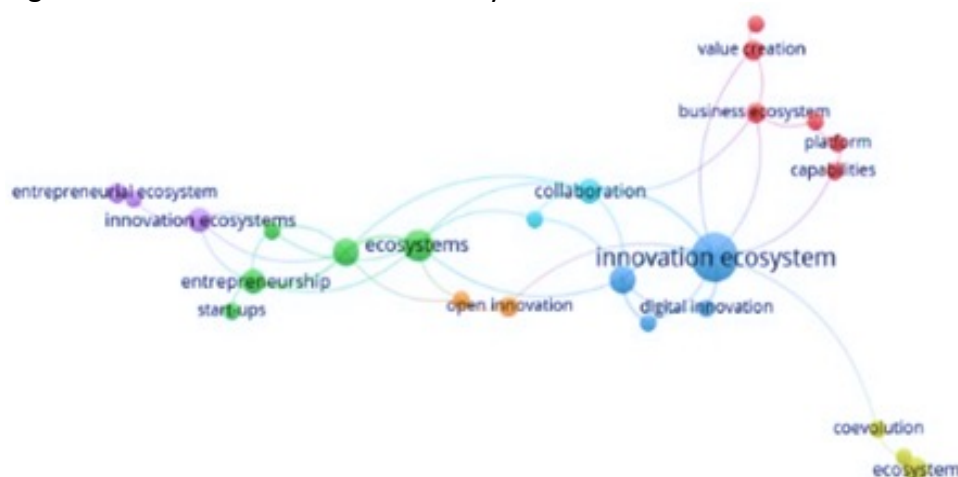 value creation
business ecosystem
platform
capabilities
entrepreneurial ecosystem
collaboration
innovation ecosystems
ecosystems
innovation ecosystem
entrepreneurship
start-ups
open innovation
digital innovation
coevolution
ecosystem